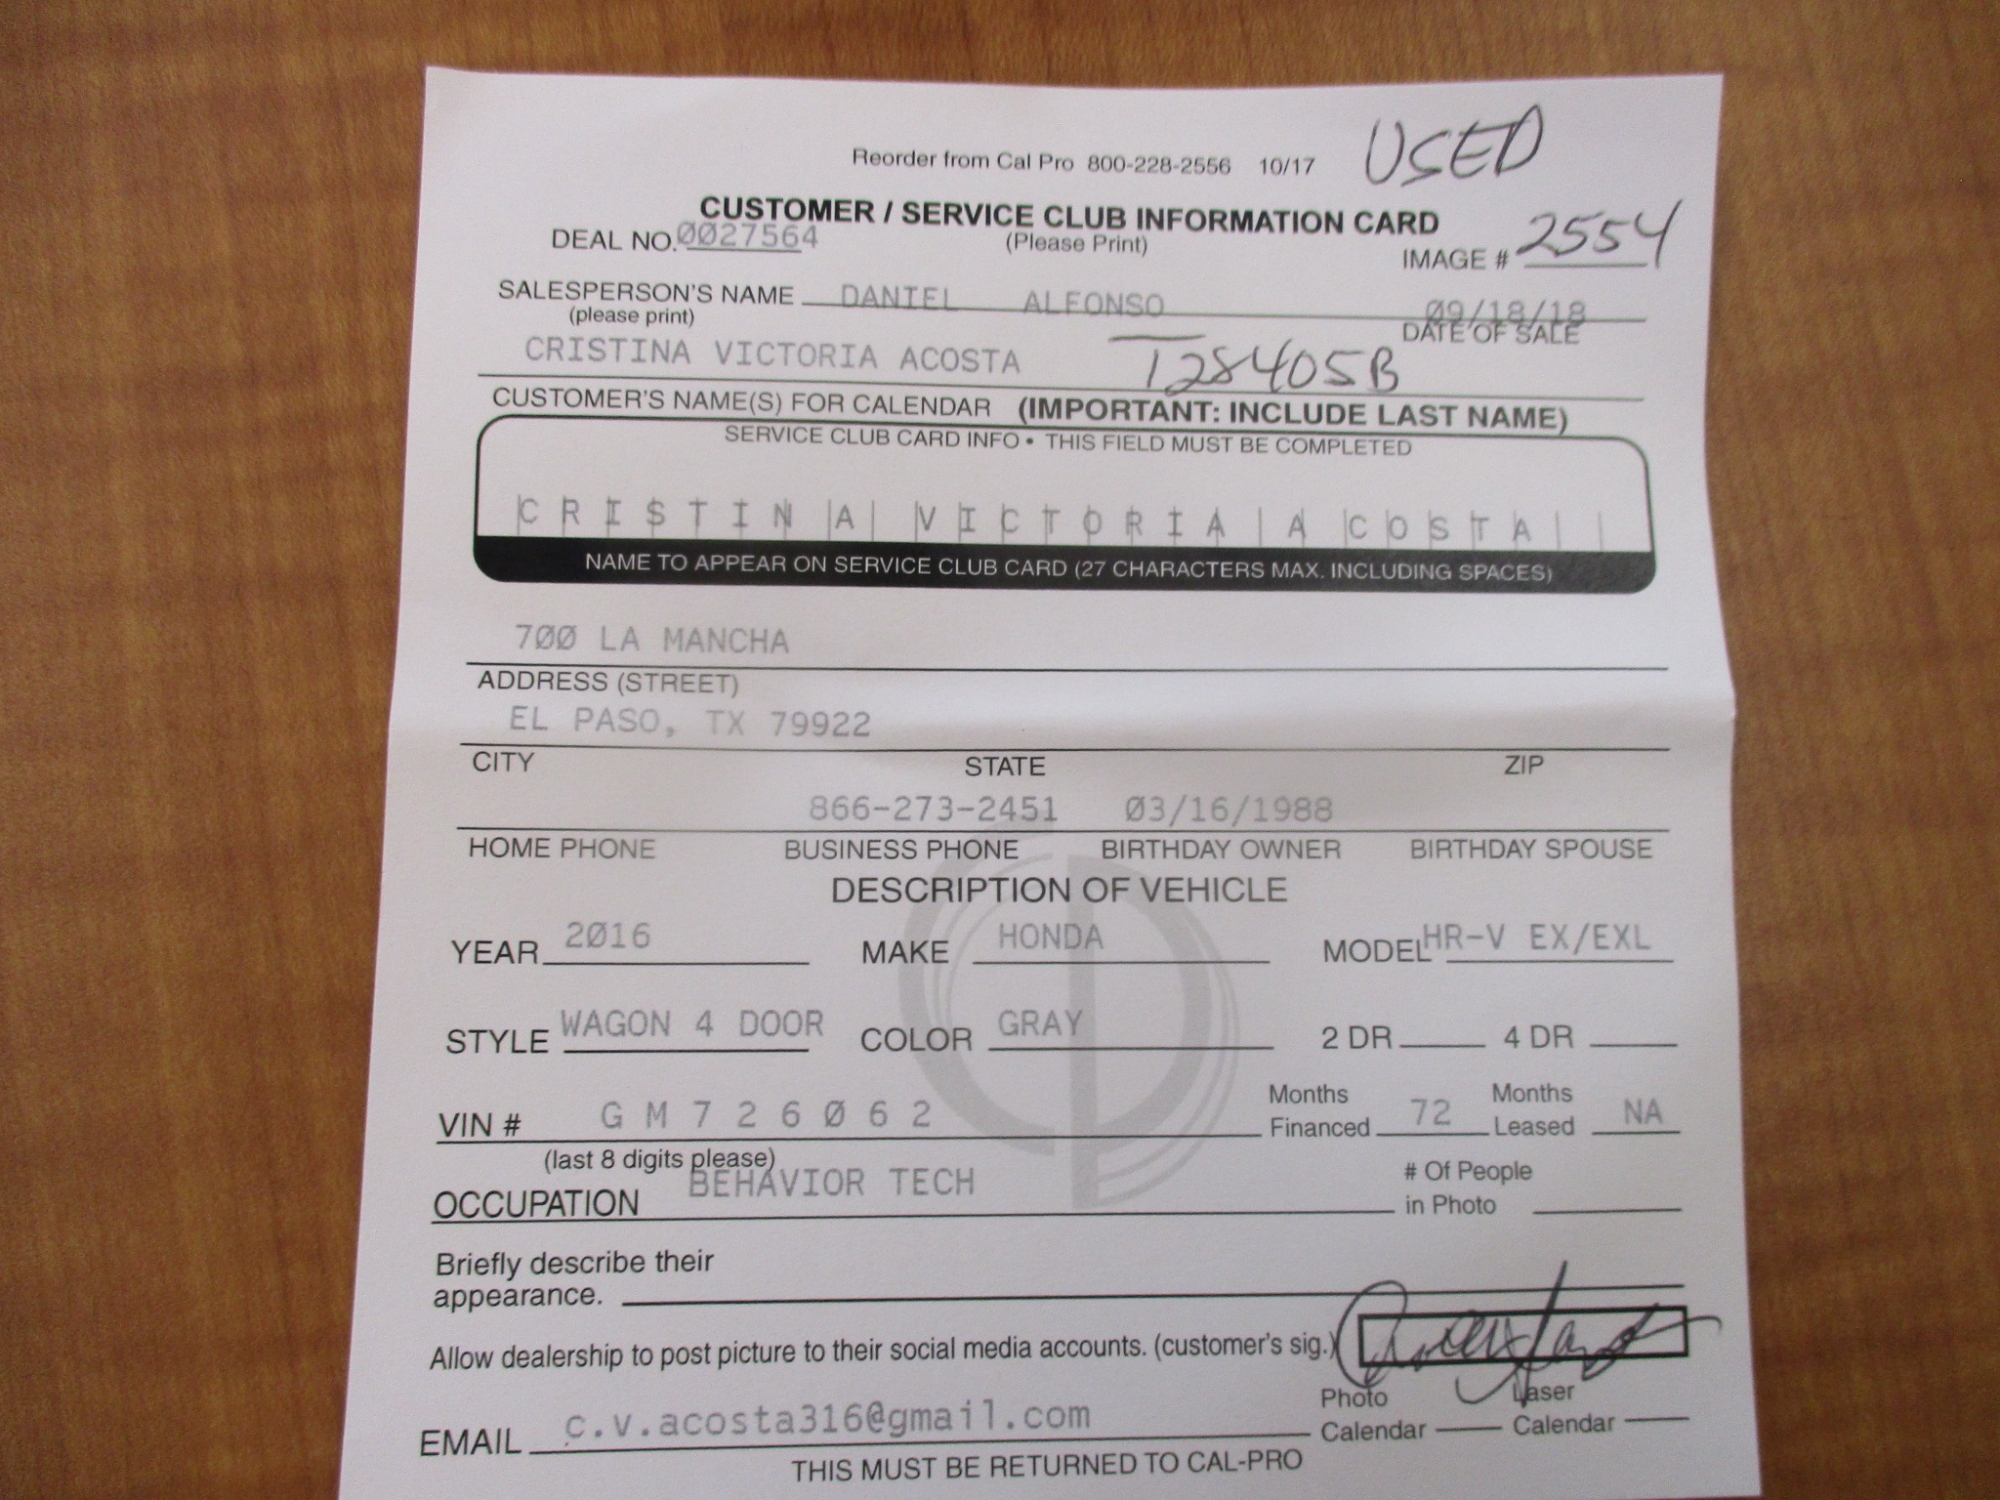 USED
Reorder from Cal Pro 800-228-2556 10/17
CUSTOMER / SERVICE CLUB INFORMATION CARD
DEAL NO. 0027564 (Please Print) IMAGE # 2554
SALESPERSON'S NAME DANIEL ALFONSO 09/18/18
(please print) DATE OF SALE
CRISTINA VICTORIA ACOSTA T28405B
CUSTOMER'S NAME(S) FOR CALENDAR (IMPORTANT: INCLUDE LAST NAME)
SERVICE CLUB CARD INFO • THIS FIELD MUST BE COMPLETED
CRISTINA VICTORIA ACOSTA
NAME TO APPEAR ON SERVICE CLUB CARD (27 CHARACTERS MAX. INCLUDING SPACES)
700 LA MANCHA
ADDRESS (STREET)
EL PASO, TX 79922
CITY STATE ZIP
866-273-2451 03/16/1988
HOME PHONE BUSINESS PHONE BIRTHDAY OWNER BIRTHDAY SPOUSE
DESCRIPTION OF VEHICLE
YEAR 2016 MAKE HONDA MODEL HR-V EX/EXL
STYLE WAGON 4 DOOR COLOR GRAY 2 DR 4 DR
VIN # G M 7 2 6 0 6 2 Months Financed 72 Months Leased NA
(last 8 digits please)
OCCUPATION BEHAVIOR TECH # Of People in Photo
Briefly describe their
appearance.
Allow dealership to post picture to their social media accounts. (customer's sig.)
EMAIL c.v.acosta316@gmail.com Photo Calendar Laser Calendar
THIS MUST BE RETURNED TO CAL-PRO